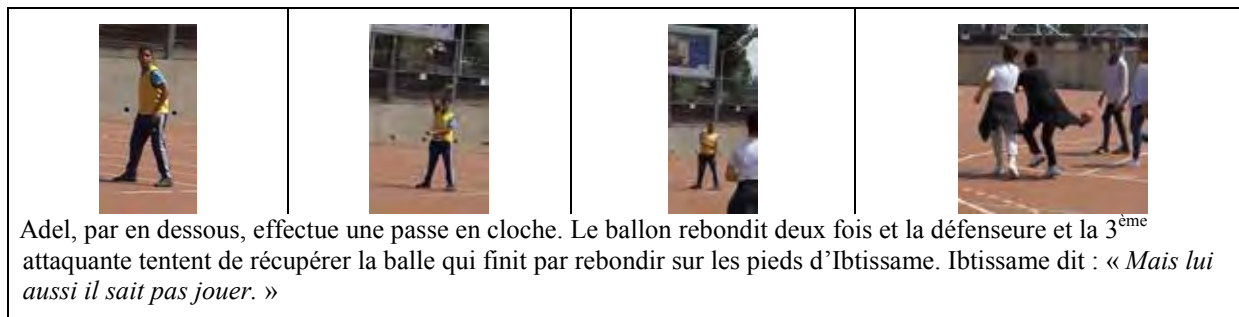 Adel, par en dessous, effectue une passe en cloche. Le ballon rebondit deux fois et la défenseure et la 3ème
attaquante tentent de récupérer la balle qui finit par rebondir sur les pieds d'Ibtissame. Ibtissame dit : « Mais lui
aussi il sait pas jouer. »